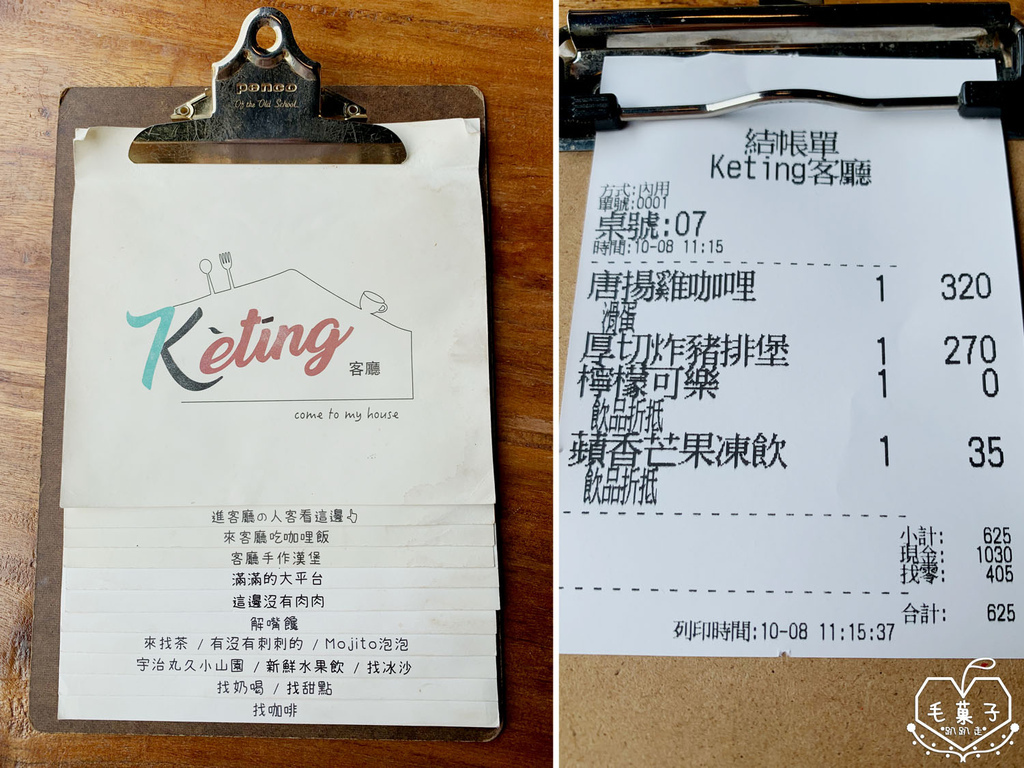 penco
Of the Old School
Kèting
客廳
come to my house
進客廳の人客看這邊
來客廳吃咖哩飯
客廳手作漢堡
滿滿的大平台
這邊沒有肉肉
解嘴饞
來找茶 / 有沒有刺刺的 / Mojito泡泡
宇治丸久小山園 / 新鮮水果飲 / 找冰沙
找奶喝 / 找甜點
找咖啡
結帳單
Keting客廳
方式:內用
單號:0001
桌號:07
時間:10-08 11:15
唐揚雞咖哩 1 320
滑蛋
厚切炸豬排堡 1 270
檸檬可樂 1 0
飲品折抵
蘋香芒果凍飲 1 35
飲品折抵
小計: 625
現金: 1030
找零: 405
合計: 625
列印時間:10-08 11:15:37
毛菓子
趴趴走